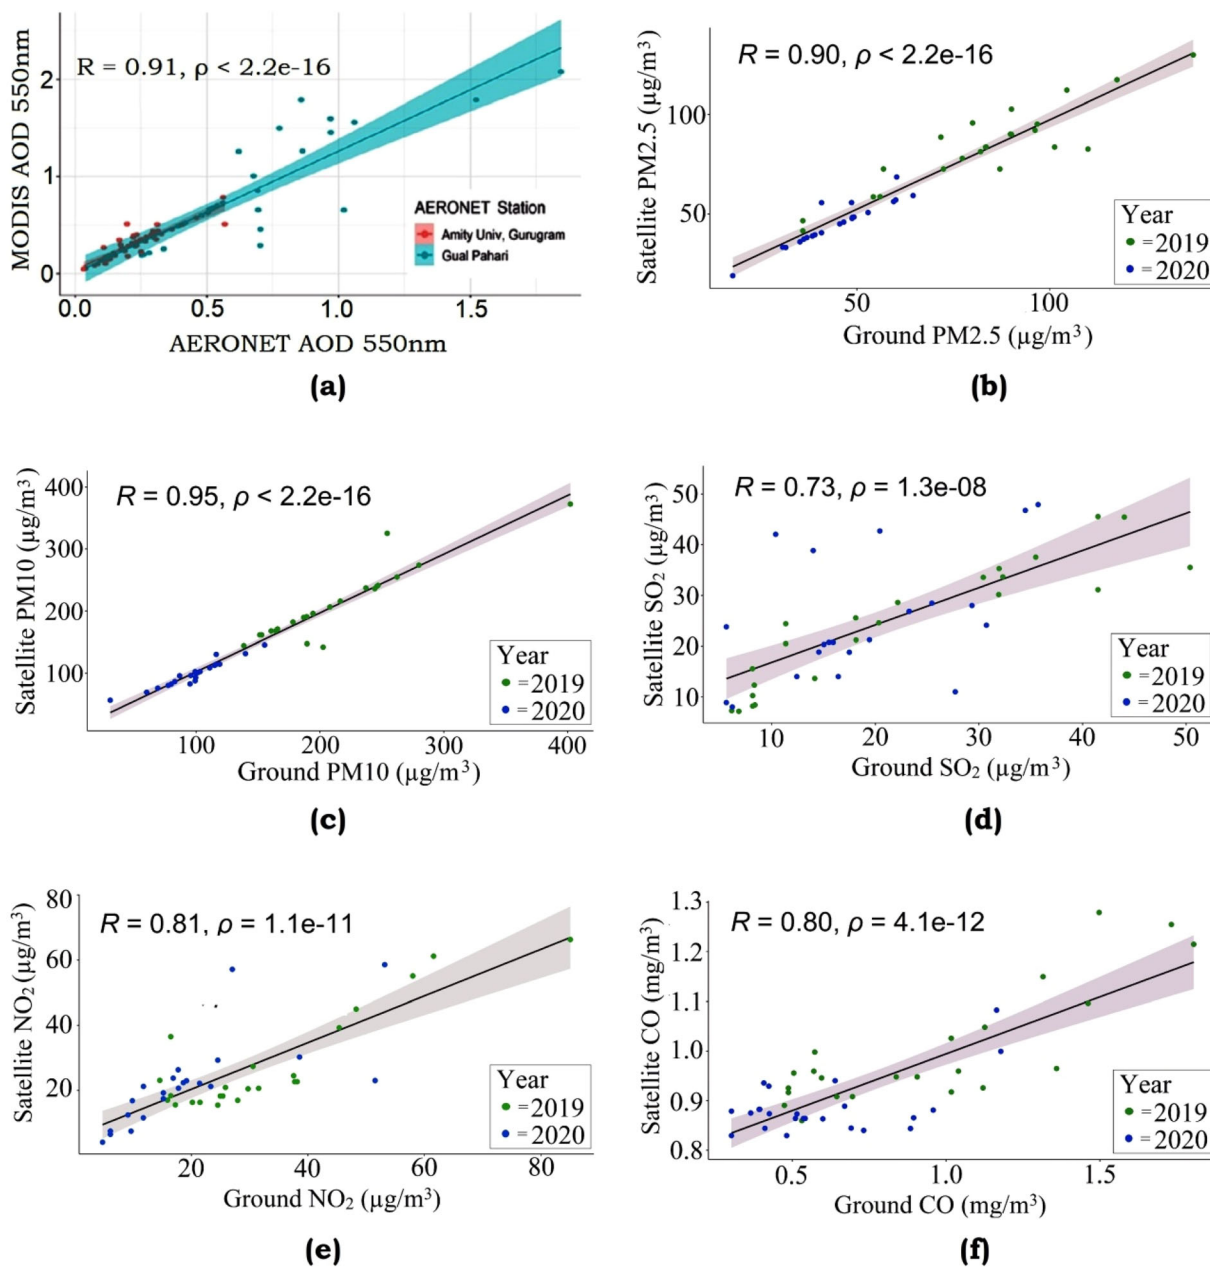 MODIS AOD 550nm
R = 0.91, ρ < 2.2e-16
2
1
0
AERONET Station
Amity Univ, Gurugram
Gual Pahari
0.0 0.5 1.0 1.5
AERONET AOD 550nm
(a)
Satellite PM2.5 (µg/m³)
R = 0.90, ρ < 2.2e-16
100
50
Year
=2019
=2020
50 100
Ground PM2.5 (µg/m³)
(b)
Satellite PM10 (µg/m³)
R = 0.95, ρ < 2.2e-16
400
300
200
100
Year
=2019
=2020
100 200 300 400
Ground PM10 (µg/m³)
(c)
Satellite SO₂ (µg/m³)
R = 0.73, ρ = 1.3e-08
50
40
30
20
10
Year
=2019
=2020
10 20 30 40 50
Ground SO₂ (µg/m³)
(d)
Satellite NO₂ (µg/m³)
R = 0.81, ρ = 1.1e-11
80
60
40
20
Year
=2019
=2020
20 40 60 80
Ground NO₂ (µg/m³)
(e)
Satellite CO (mg/m³)
R = 0.80, ρ = 4.1e-12
1.3
1.2
1.1
1.0
0.9
0.8
Year
=2019
=2020
0.5 1.0 1.5
Ground CO (mg/m³)
(f)